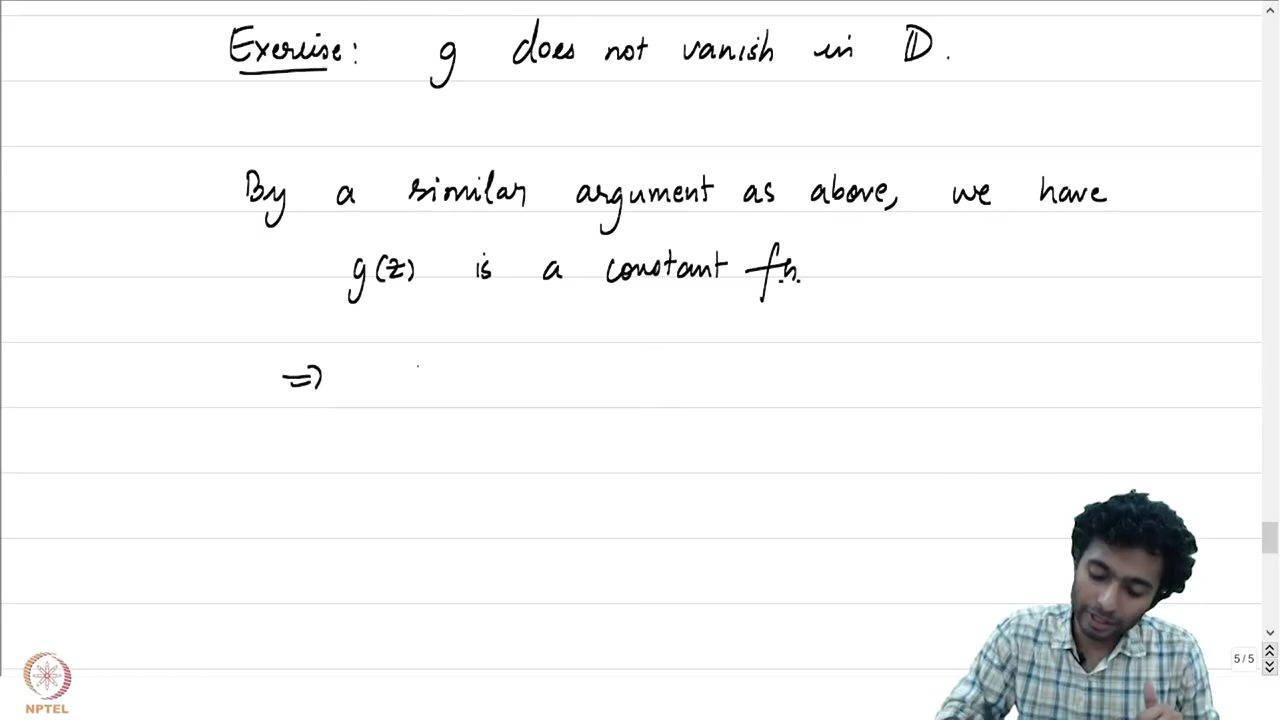 Exercise: g does not vanish in 𝔻.
By a similar argument as above, we have
g(z) is a constant fn.
⇒
5 / 5
NPTEL